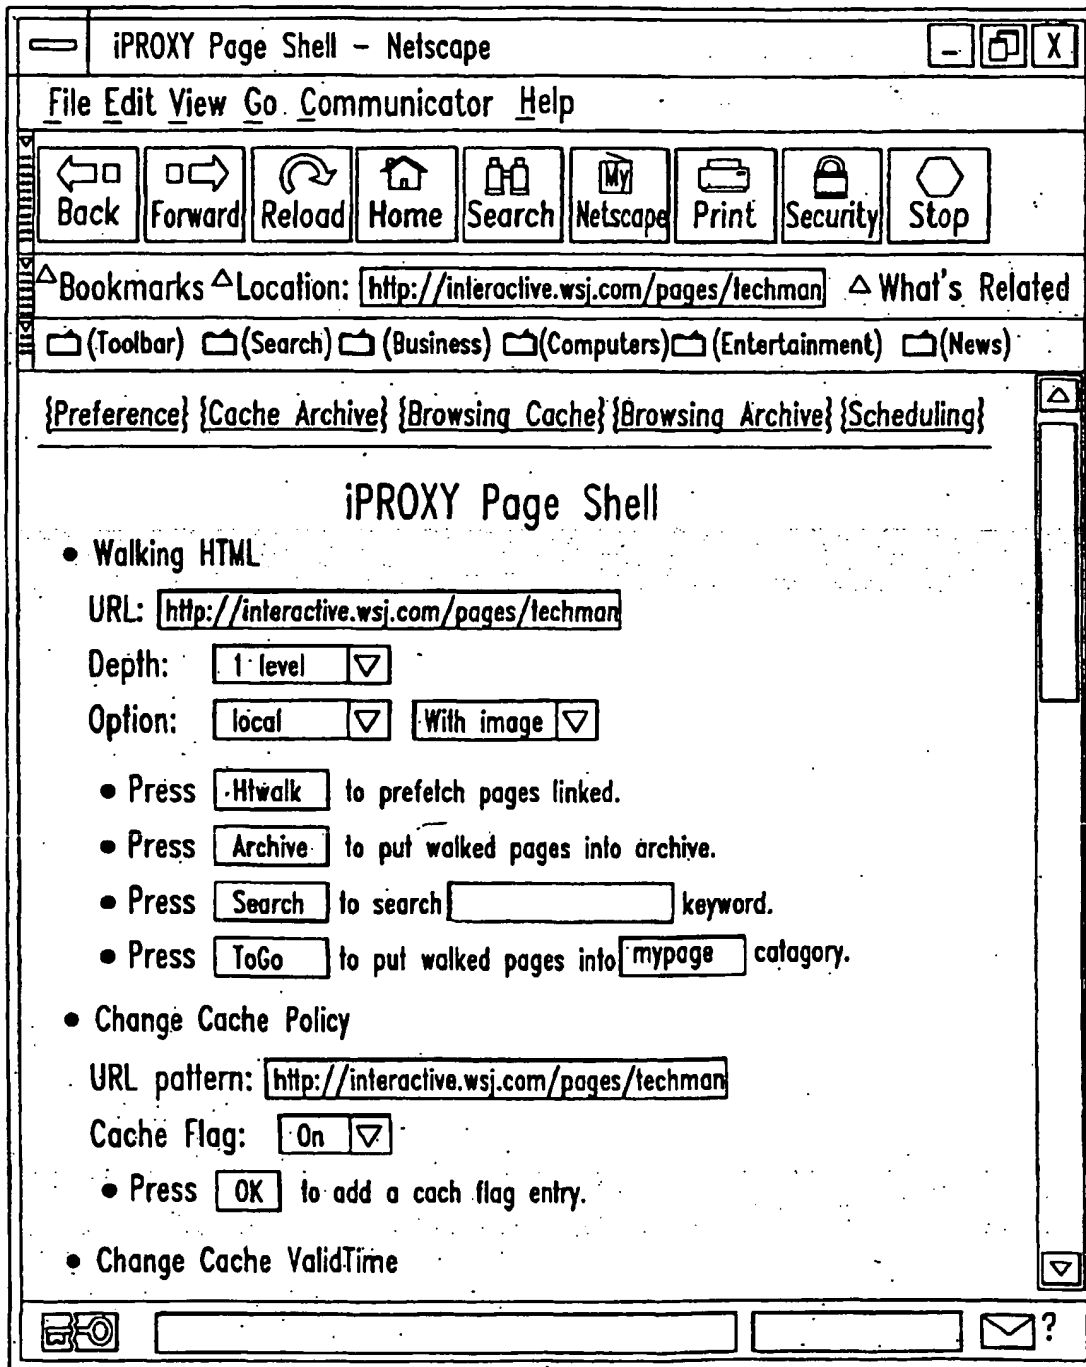 iPROXY Page Shell - Netscape
File Edit View Go Communicator Help
Back Forward Reload Home Search My Netscape Print Security Stop
Bookmarks Location: http://interactive.wsj.com/pages/techman What's Related
(Toolbar) (Search) (Business) (Computers) (Entertainment) (News)
{Preference} {Cache Archive} {Browsing Cache} {Browsing Archive} {Scheduling}
iPROXY Page Shell
• Walking HTML
URL: http://interactive.wsj.com/pages/techman
Depth: 1 level
Option: local With image
• Press Htwalk to prefetch pages linked.
• Press Archive to put walked pages into archive.
• Press Search to search keyword.
• Press ToGo to put walked pages into mypage catagory.
• Change Cache Policy
URL pattern: http://interactive.wsj.com/pages/techman
Cache Flag: On
• Press OK to add a cach flag entry.
• Change Cache ValidTime
?